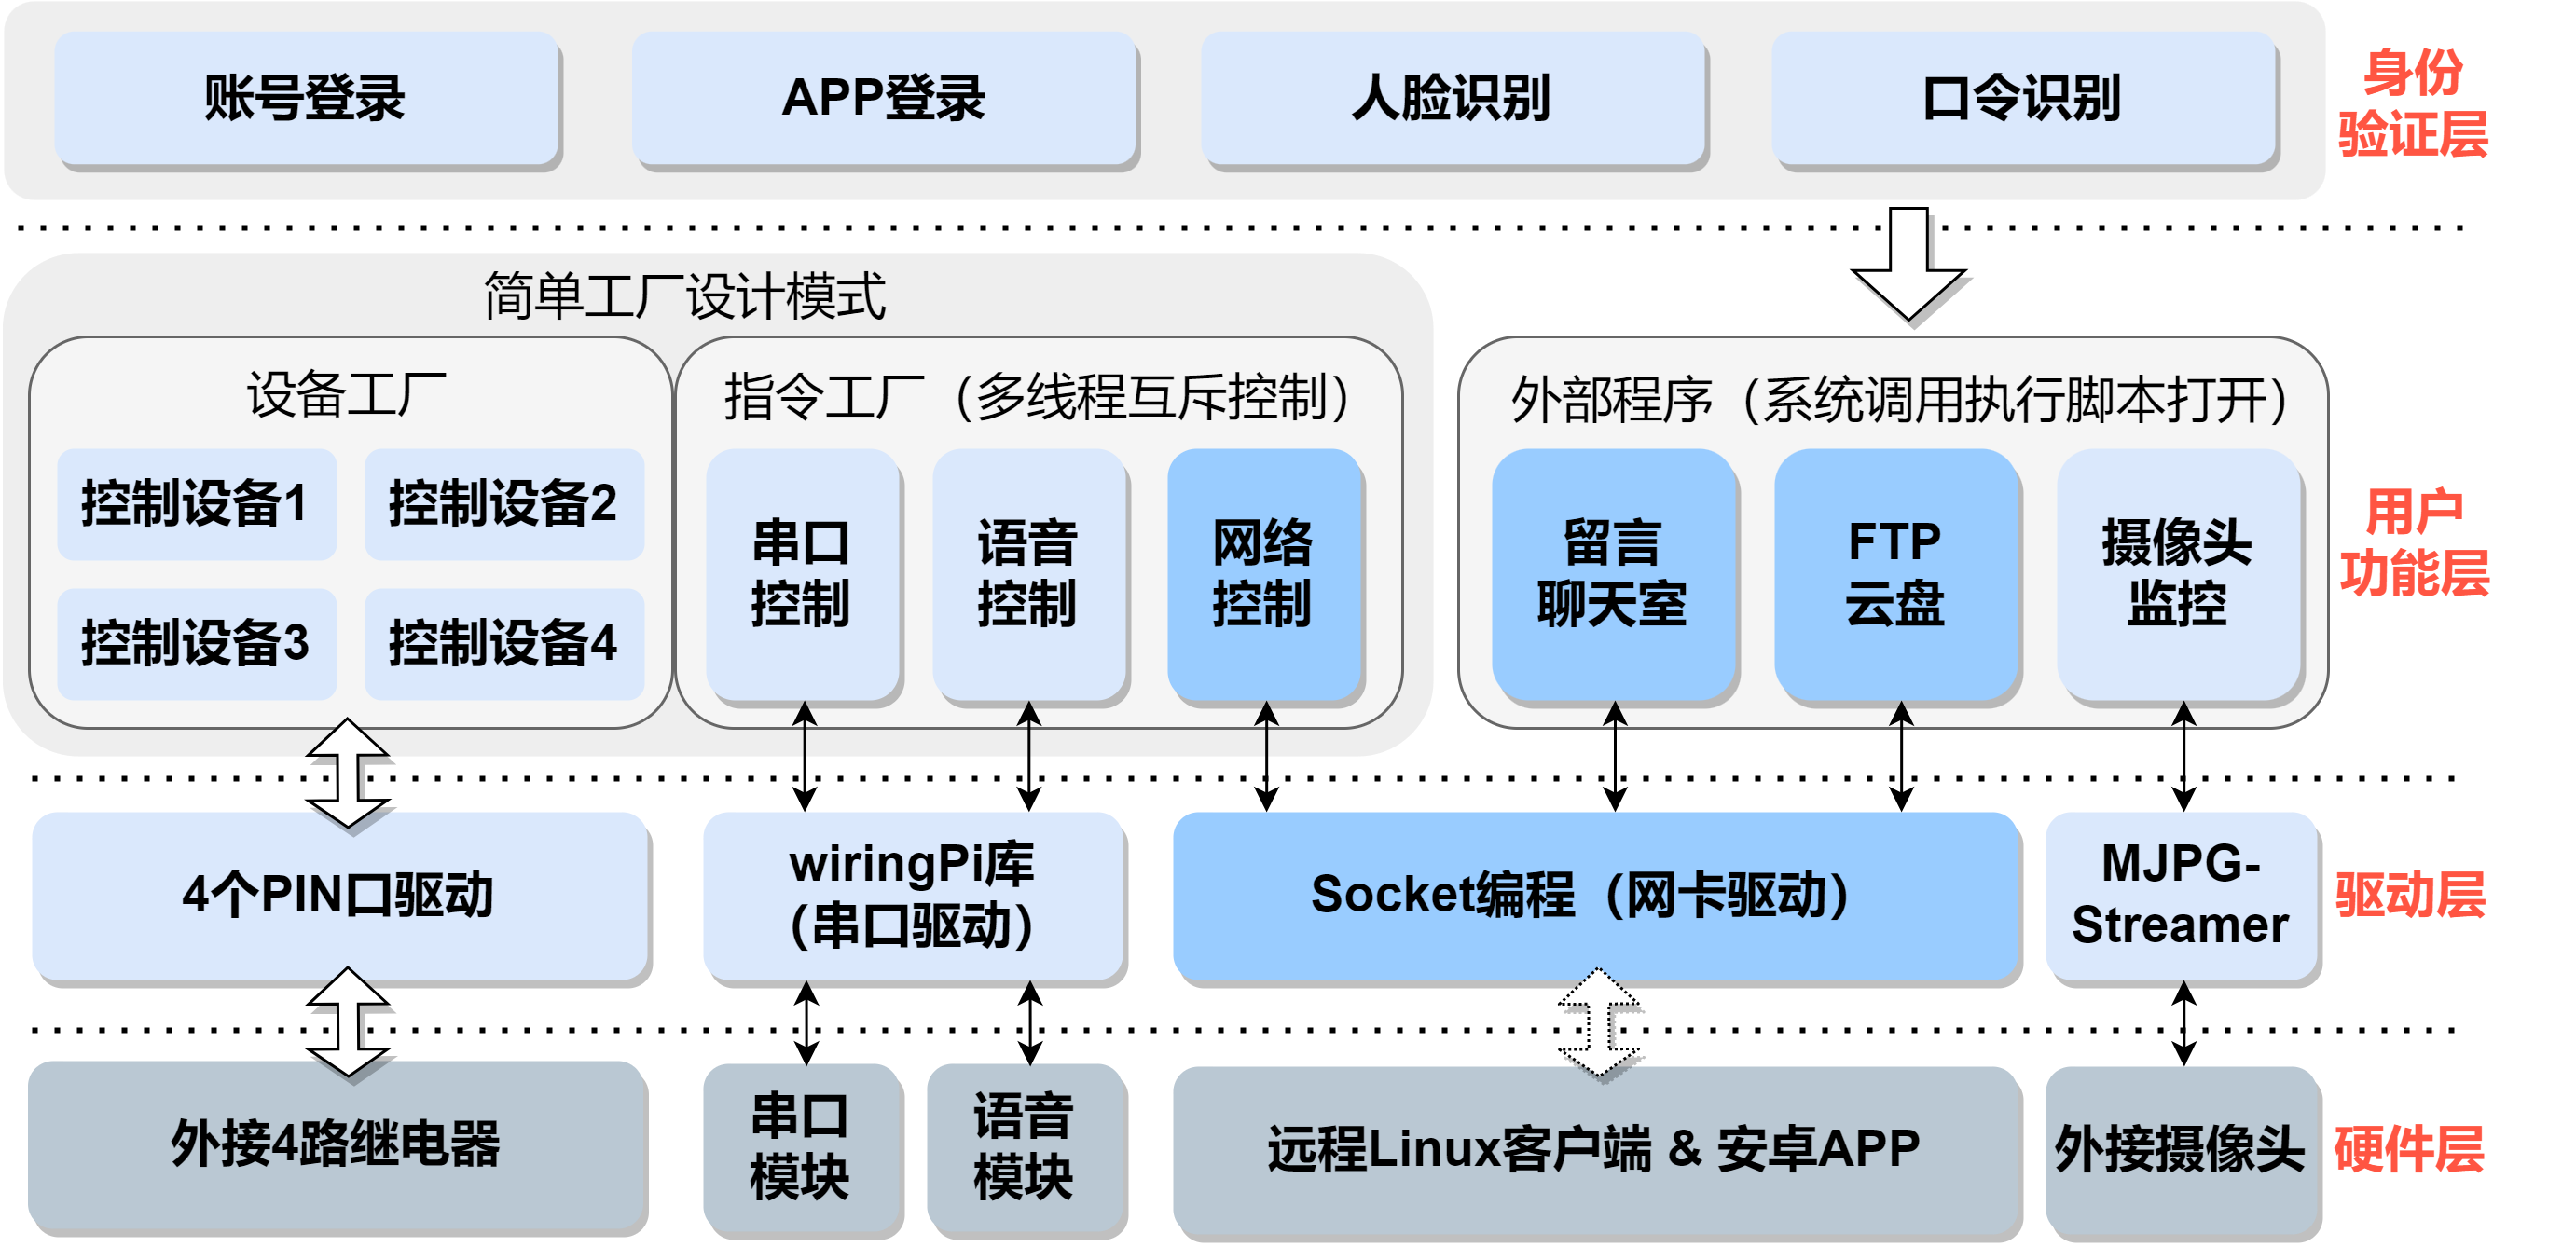 账号登录
APP登录
人脸识别
口令识别
身份
验证层
简单工厂设计模式
设备工厂
控制设备1
控制设备2
控制设备3
控制设备4
指令工厂（多线程互斥控制）
串口
控制
语音
控制
网络
控制
外部程序（系统调用执行脚本打开）
留言
聊天室
FTP
云盘
摄像头
监控
用户
功能层
4个PIN口驱动
wiringPi库
（串口驱动）
Socket编程（网卡驱动）
MJPG-
Streamer
驱动层
外接4路继电器
串口
模块
语音
模块
远程Linux客户端 & 安卓APP
外接摄像头
硬件层